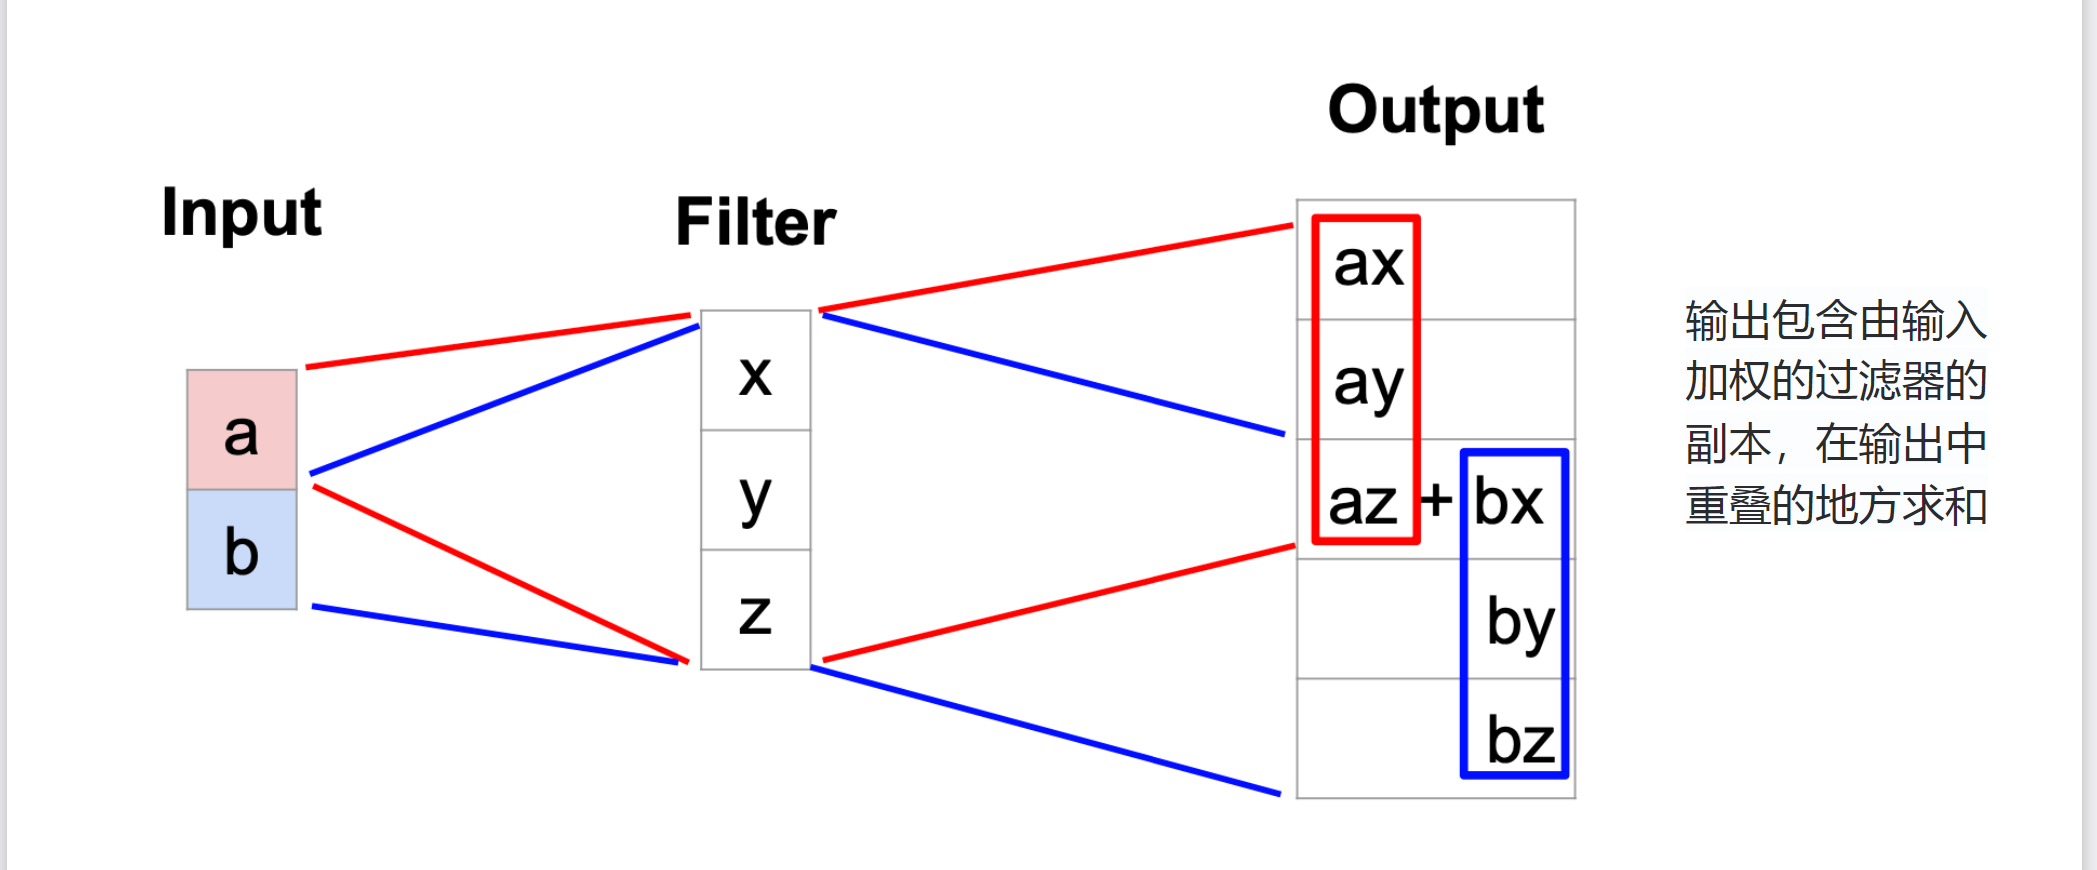 Output
Input
Filter
ax
ay
az + bx
by
bz
x
y
z
a
b
输出包含由输入
加权的过滤器的
副本，在输出中
重叠的地方求和